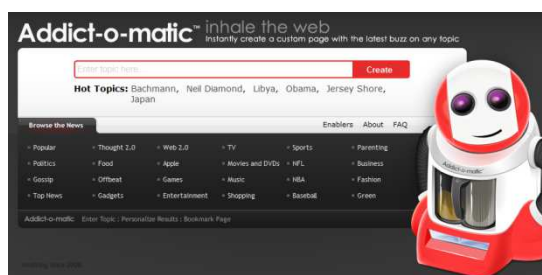 Addict-o-matic™ inhale the web
Instantly create a custom page with the latest buzz on any topic
Enter topic here...
Create
Hot Topics: Bachmann, Neil Diamond, Libya, Obama, Jersey Shore,
Japan
Browse the News
Enablers About FAQ
Popular Thought 2.0 Web 2.0 TV Sports Parenting
Politics Food Apple Movies and DVDs NFL Business
Gossip Offbeat Games Music NBA Fashion
Top News Gadgets Entertainment Shopping Baseball Green
Addict-o-matic Enter Topic | Personalize Results | Bookmark Page
Addict-o-matic